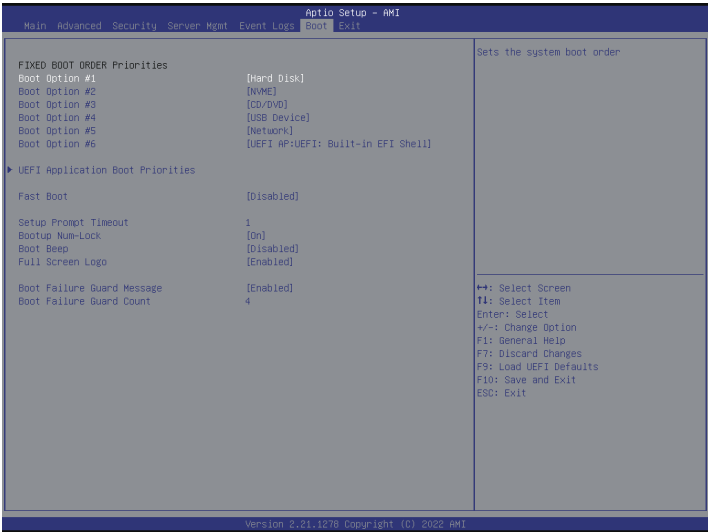 Aptio Setup – AMI
Main Advanced Security Server Mgmt Event Logs Boot Exit
FIXED BOOT ORDER Priorities
Boot Option #1 [Hard Disk]
Boot Option #2 [NVME]
Boot Option #3 [CD/DVD]
Boot Option #4 [USB Device]
Boot Option #5 [Network]
Boot Option #6 [UEFI AP:UEFI: Built-in EFI Shell]
UEFI Application Boot Priorities
Fast Boot [Disabled]
Setup Prompt Timeout 1
Bootup Num-Lock [On]
Boot Beep [Disabled]
Full Screen Logo [Enabled]
Boot Failure Guard Message [Enabled]
Boot Failure Guard Count 4
Sets the system boot order
↔: Select Screen
↑↓: Select Item
Enter: Select
+/-: Change Option
F1: General Help
F7: Discard Changes
F9: Load UEFI Defaults
F10: Save and Exit
ESC: Exit
Version 2.21.1278 Copyright (C) 2022 AMI